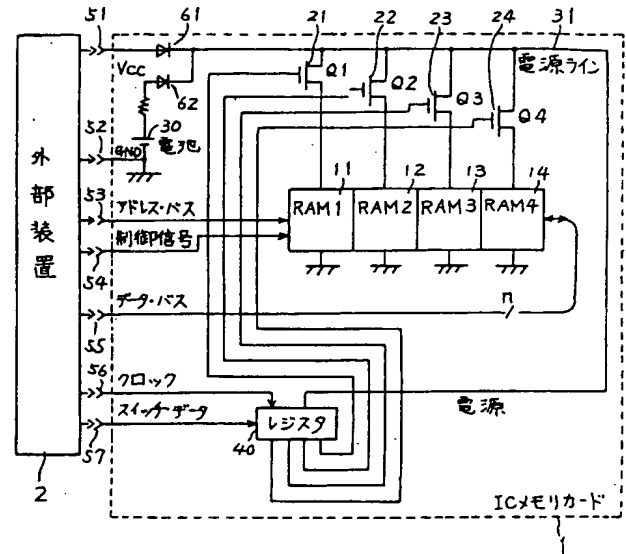 51
61
21
22
23
24
31
Vcc
電源ライン
Q1
Q2
Q3
Q4
62
52
30
GND
電池
外部装置
11
12
13
14
RAM1
RAM2
RAM3
RAM4
53
アドレス・バス
制御信号
54
データ・バス
n
55
56
クロック
スイッチデータ
57
レジスタ
40
電源
2
ICメモリカード
1